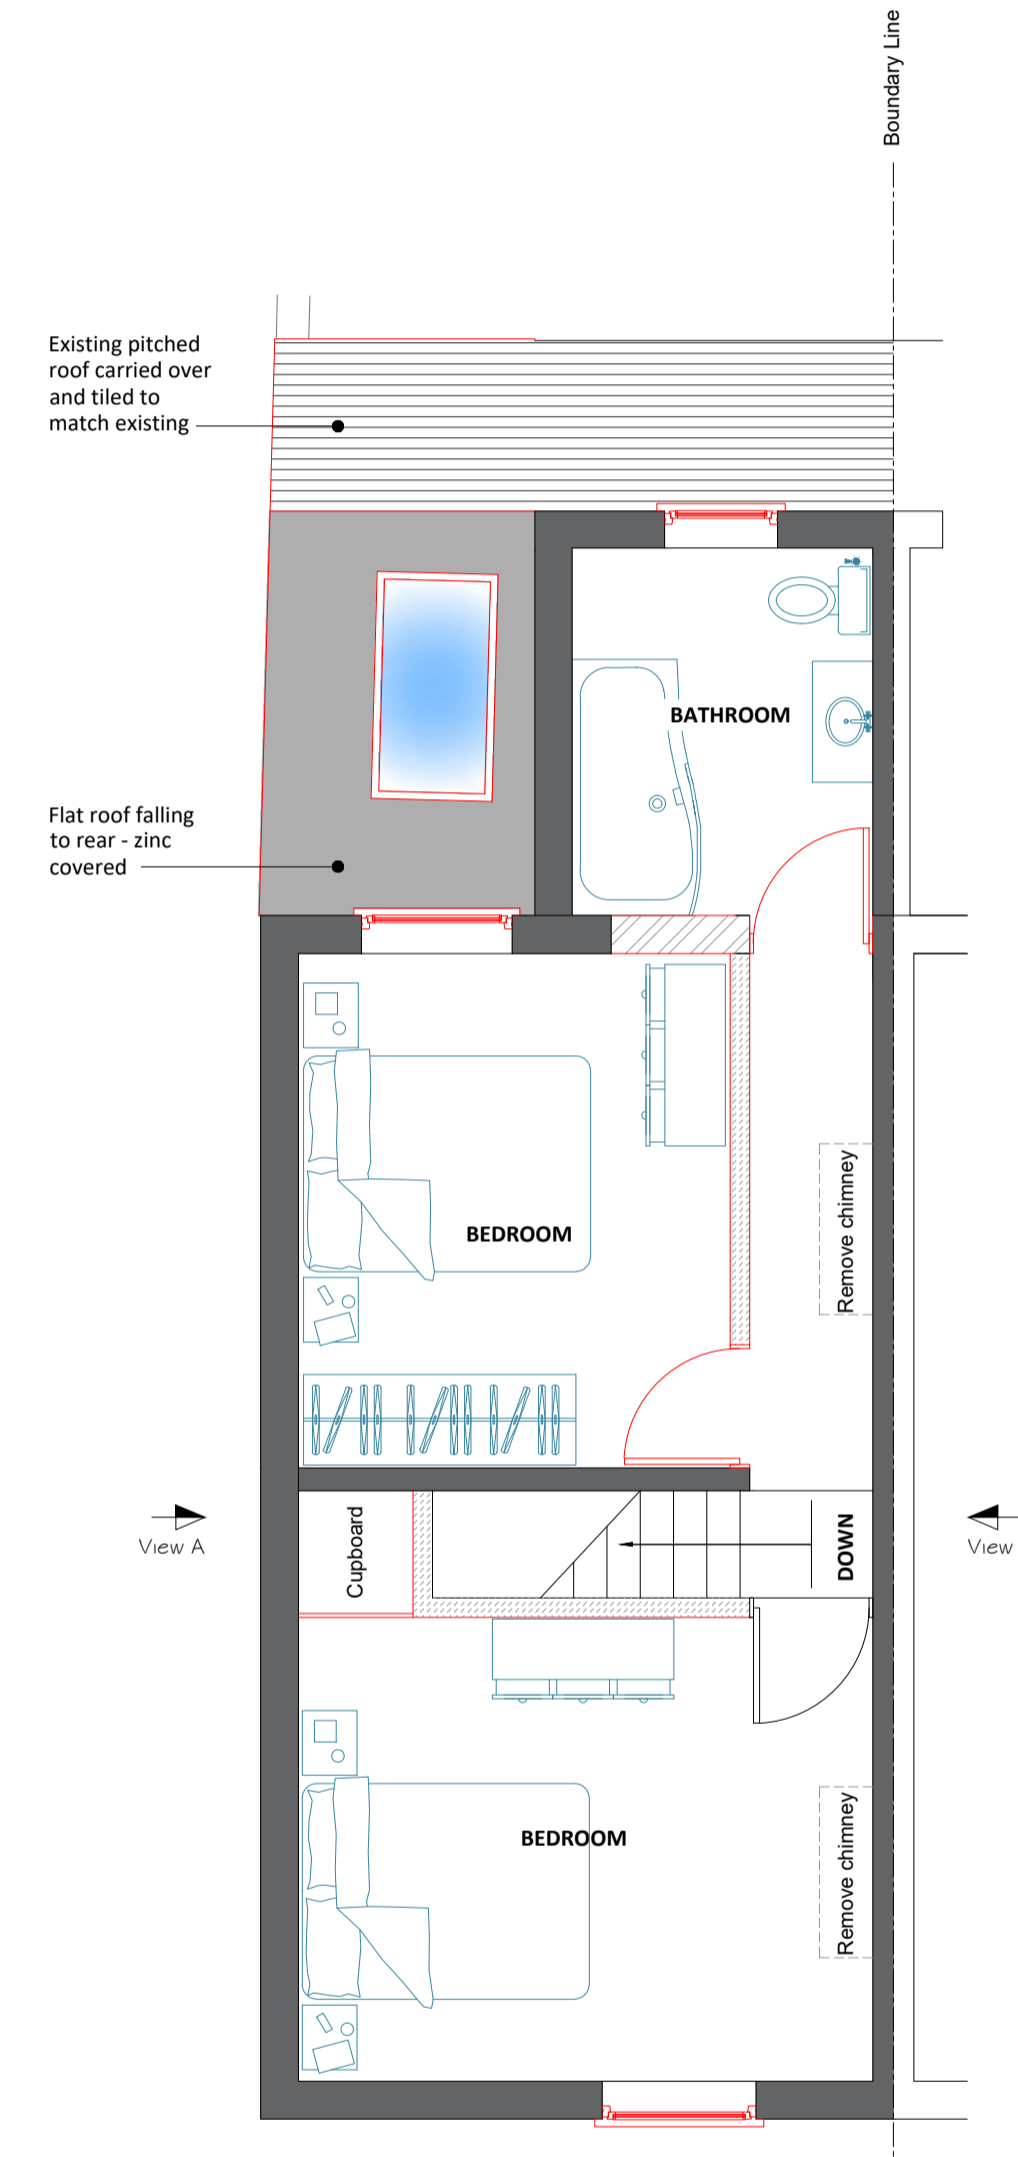 Boundary Line
Existing pitched
roof carried over
and tiled to
match existing
BATHROOM
Flat roof falling
to rear - zinc
covered
Remove chimney
BEDROOM
Cupboard
DOWN
View A
View
BEDROOM
Remove chimney